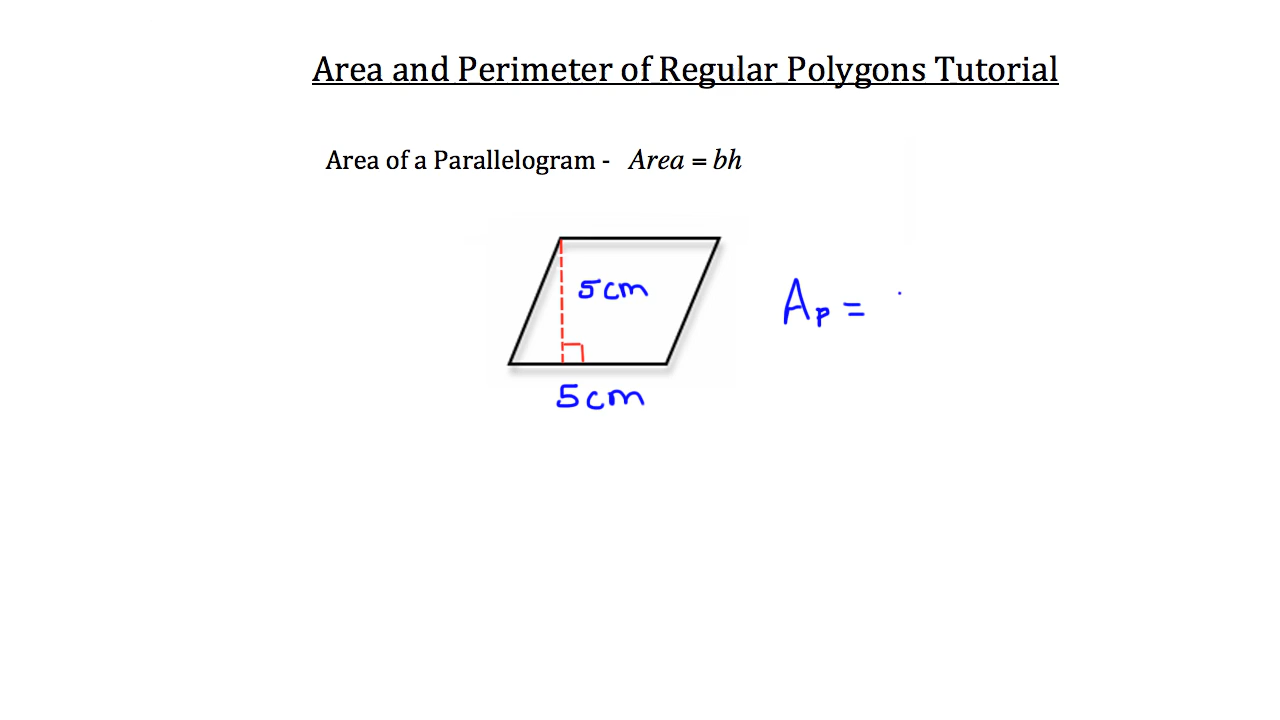 Area and Perimeter of Regular Polygons Tutorial
Area of a Parallelogram - Area = bh
5cm
Ap =
5cm